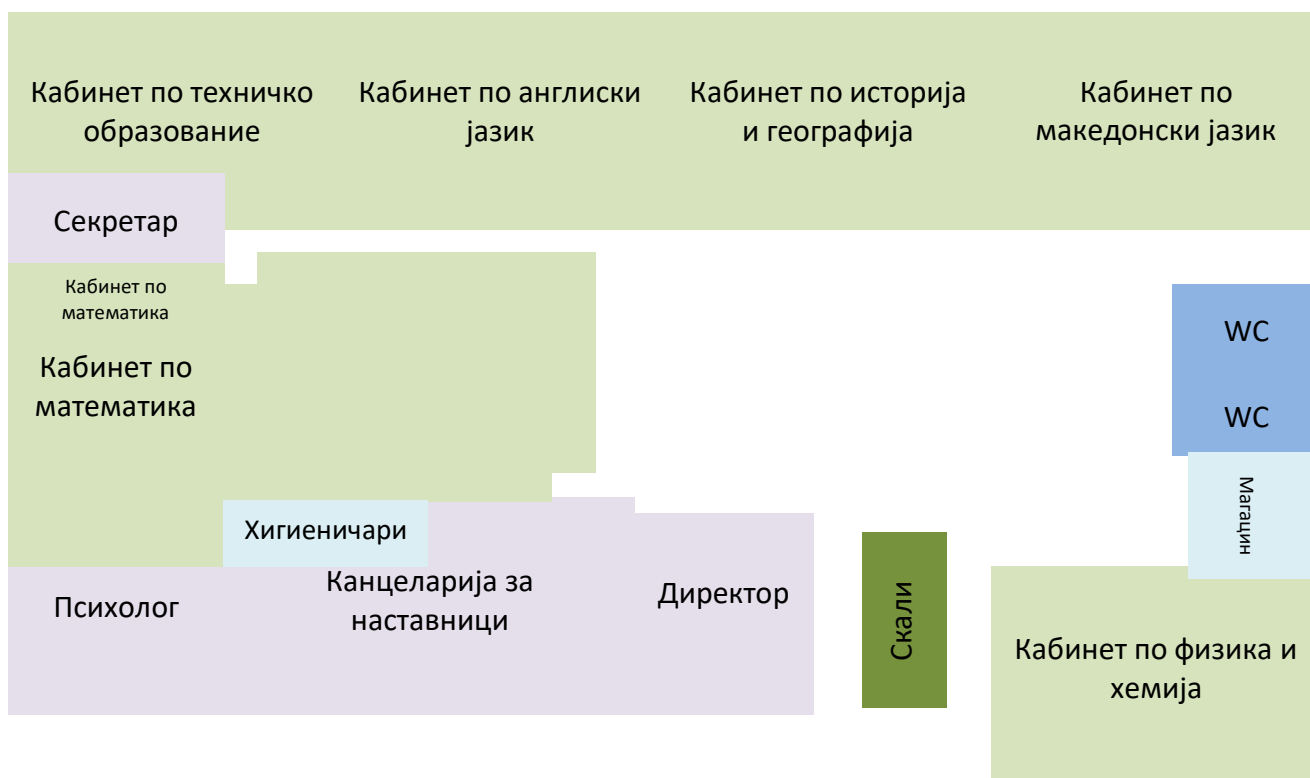 Кабинет по техничко
образование
Кабинет по англиски
јазик
Кабинет по историја
и географија
Кабинет по
македонски јазик
Секретар
Кабинет по
математика
Кабинет по
математика
WC
WC
Магацин
Хигиеничари
Психолог
Канцеларија за
наставници
Директор
Скали
Кабинет по физика и
хемија